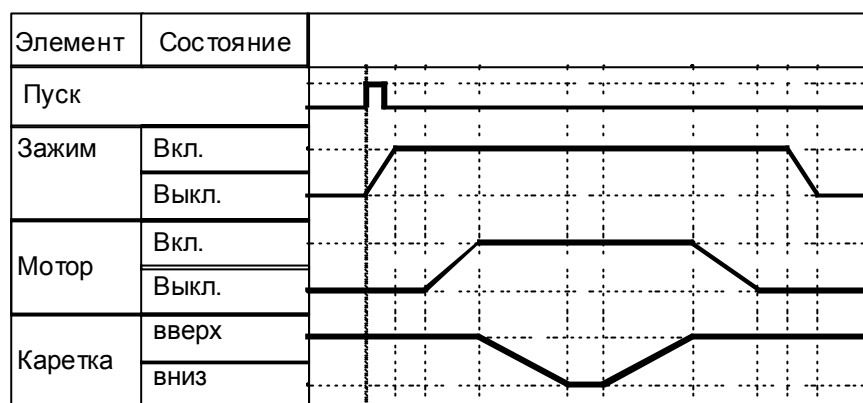 Элемент Состояние
Пуск
Зажим Вкл.
Выкл.
Мотор Вкл.
Выкл.
Каретка вверх
вниз